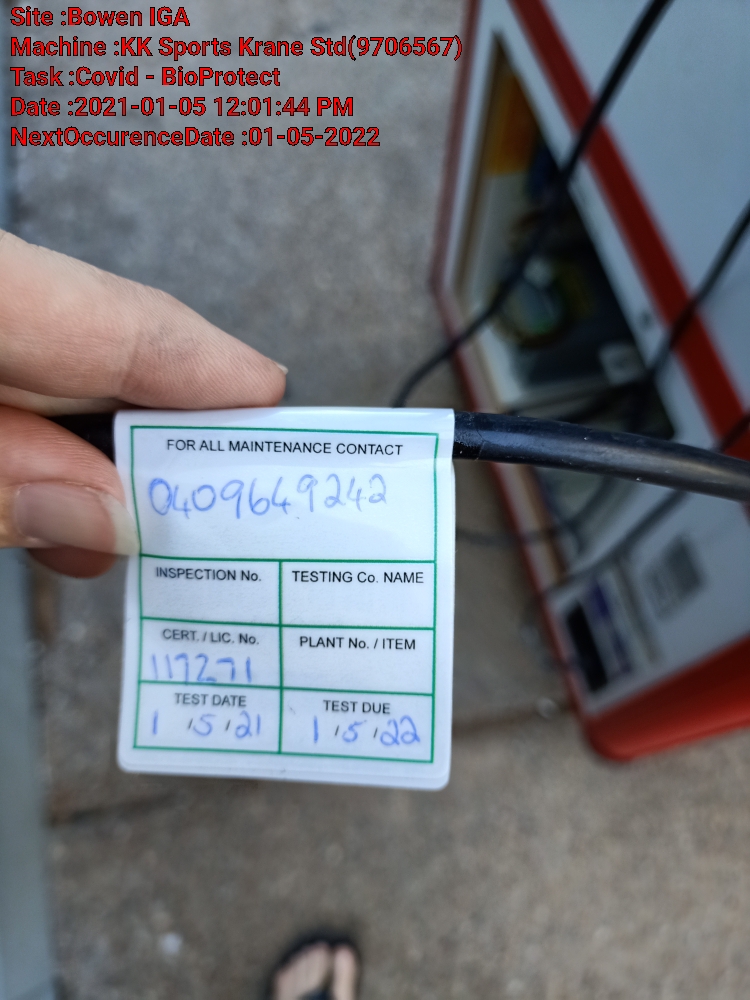 Site :Bowen IGA
Machine :KK Sports Krane Std(9706567)
Task :Covid - BioProtect
Date :2021-01-05 12:01:44 PM
NextOccurenceDate :01-05-2022
FOR ALL MAINTENANCE CONTACT
0409649242
INSPECTION No.
TESTING Co. NAME
CERT. / LIC. No.
117271
PLANT No. / ITEM
TEST DATE
1 / 5 / 21
TEST DUE
1 / 5 / 22